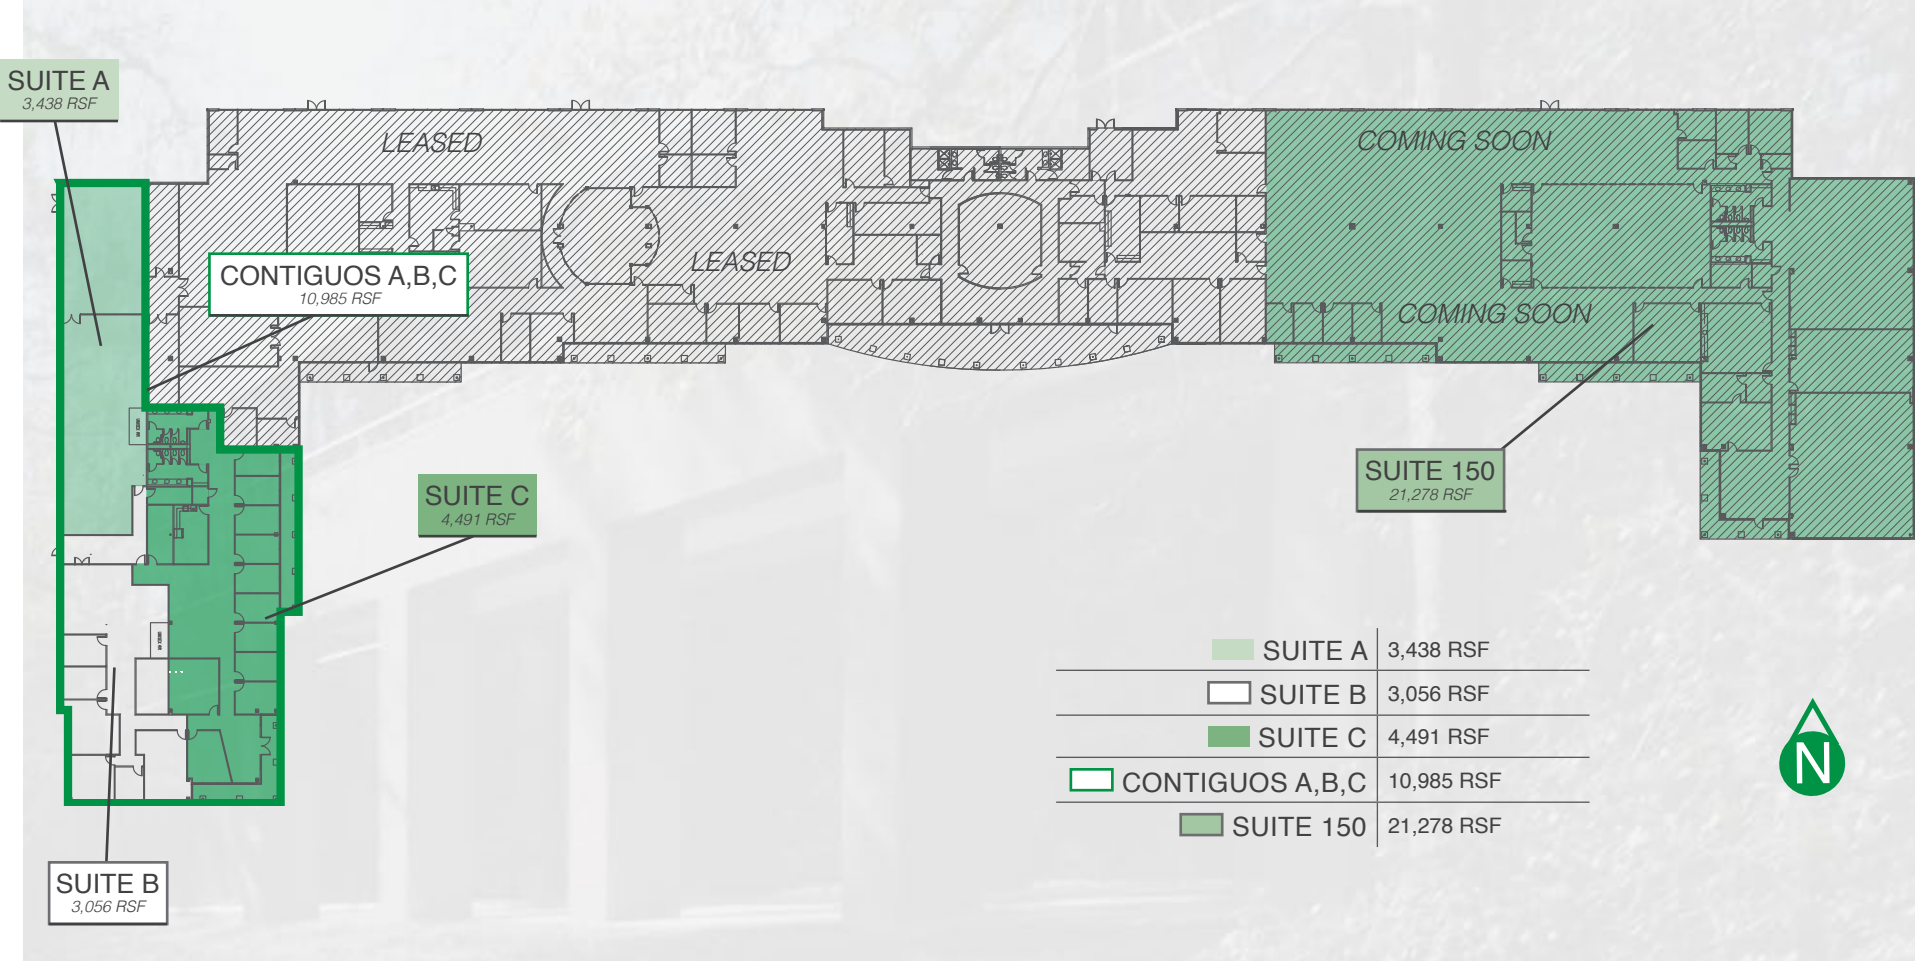 SUITE A
3,438 RSF
LEASED
COMING SOON
CONTIGUOS A,B,C
10,985 RSF
LEASED
COMING SOON
SUITE C
4,491 RSF
SUITE 150
21,278 RSF
SUITE A 3,438 RSF
SUITE B 3,056 RSF
SUITE C 4,491 RSF
CONTIGUOS A,B,C 10,985 RSF
SUITE 150 21,278 RSF
N
SUITE B
3,056 RSF